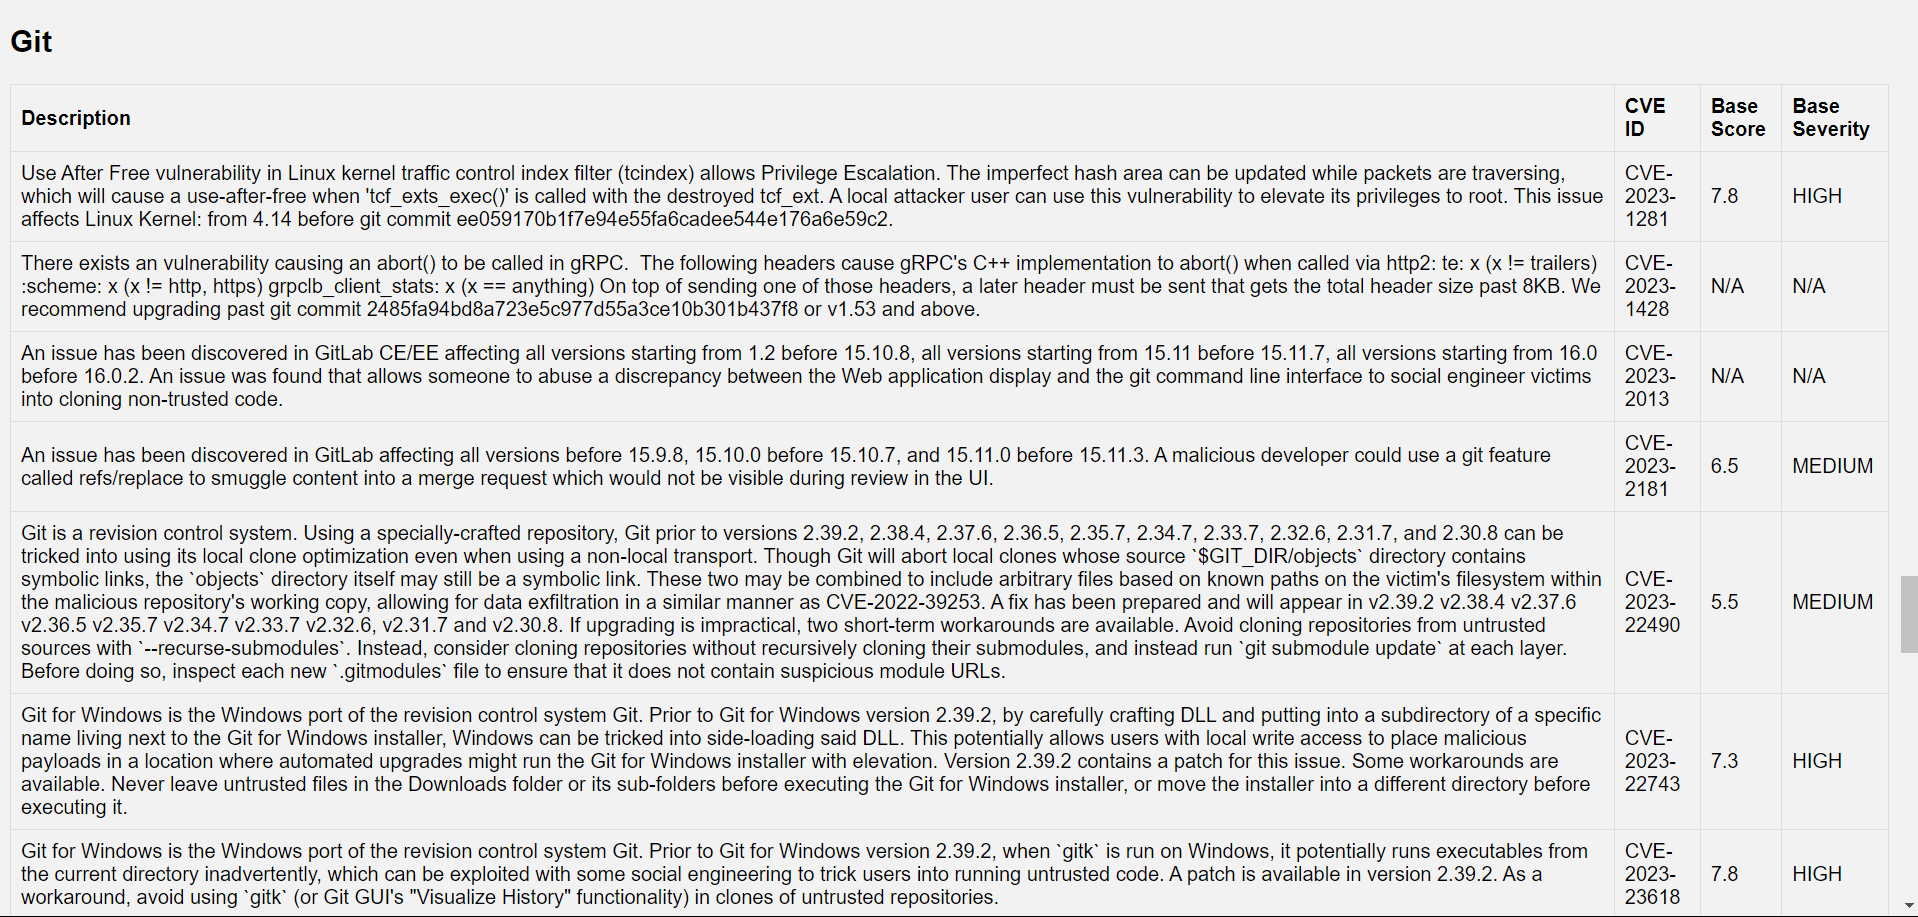 Git
Description
CVE
ID
Base
Score
Base
Severity
Use After Free vulnerability in Linux kernel traffic control index filter (tcindex) allows Privilege Escalation. The imperfect hash area can be updated while packets are traversing,
which will cause a use-after-free when 'tcf_exts_exec()' is called with the destroyed tcf_ext. A local attacker user can use this vulnerability to elevate its privileges to root. This issue
affects Linux Kernel: from 4.14 before git commit ee059170b1f7e94e55fa6cadee544e176a6e59c2.
CVE-
2023-
1281
7.8
HIGH
There exists an vulnerability causing an abort() to be called in gRPC.  The following headers cause gRPC's C++ implementation to abort() when called via http2: te: x (x != trailers)
:scheme: x (x != http, https) grpclb_client_stats: x (x == anything) On top of sending one of those headers, a later header must be sent that gets the total header size past 8KB. We
recommend upgrading past git commit 2485fa94bd8a723e5c977d55a3ce10b301b437f8 or v1.53 and above.
CVE-
2023-
1428
N/A
N/A
An issue has been discovered in GitLab CE/EE affecting all versions starting from 1.2 before 15.10.8, all versions starting from 15.11 before 15.11.7, all versions starting from 16.0
before 16.0.2. An issue was found that allows someone to abuse a discrepancy between the Web application display and the git command line interface to social engineer victims
into cloning non-trusted code.
CVE-
2023-
2013
N/A
N/A
An issue has been discovered in GitLab affecting all versions before 15.9.8, 15.10.0 before 15.10.7, and 15.11.0 before 15.11.3. A malicious developer could use a git feature
called refs/replace to smuggle content into a merge request which would not be visible during review in the UI.
CVE-
2023-
2181
6.5
MEDIUM
Git is a revision control system. Using a specially-crafted repository, Git prior to versions 2.39.2, 2.38.4, 2.37.6, 2.36.5, 2.35.7, 2.34.7, 2.33.7, 2.32.6, 2.31.7, and 2.30.8 can be
tricked into using its local clone optimization even when using a non-local transport. Though Git will abort local clones whose source `$GIT_DIR/objects` directory contains
symbolic links, the `objects` directory itself may still be a symbolic link. These two may be combined to include arbitrary files based on known paths on the victim's filesystem within
the malicious repository's working copy, allowing for data exfiltration in a similar manner as CVE-2022-39253. A fix has been prepared and will appear in v2.39.2 v2.38.4 v2.37.6
v2.36.5 v2.35.7 v2.34.7 v2.33.7 v2.32.6, v2.31.7 and v2.30.8. If upgrading is impractical, two short-term workarounds are available. Avoid cloning repositories from untrusted
sources with `--recurse-submodules`. Instead, consider cloning repositories without recursively cloning their submodules, and instead run `git submodule update` at each layer.
Before doing so, inspect each new `.gitmodules` file to ensure that it does not contain suspicious module URLs.
CVE-
2023-
22490
5.5
MEDIUM
Git for Windows is the Windows port of the revision control system Git. Prior to Git for Windows version 2.39.2, by carefully crafting DLL and putting into a subdirectory of a specific
name living next to the Git for Windows installer, Windows can be tricked into side-loading said DLL. This potentially allows users with local write access to place malicious
payloads in a location where automated upgrades might run the Git for Windows installer with elevation. Version 2.39.2 contains a patch for this issue. Some workarounds are
available. Never leave untrusted files in the Downloads folder or its sub-folders before executing the Git for Windows installer, or move the installer into a different directory before
executing it.
CVE-
2023-
22743
7.3
HIGH
Git for Windows is the Windows port of the revision control system Git. Prior to Git for Windows version 2.39.2, when `gitk` is run on Windows, it potentially runs executables from
the current directory inadvertently, which can be exploited with some social engineering to trick users into running untrusted code. A patch is available in version 2.39.2. As a
workaround, avoid using `gitk` (or Git GUI's "Visualize History" functionality) in clones of untrusted repositories.
CVE-
2023-
23618
7.8
HIGH